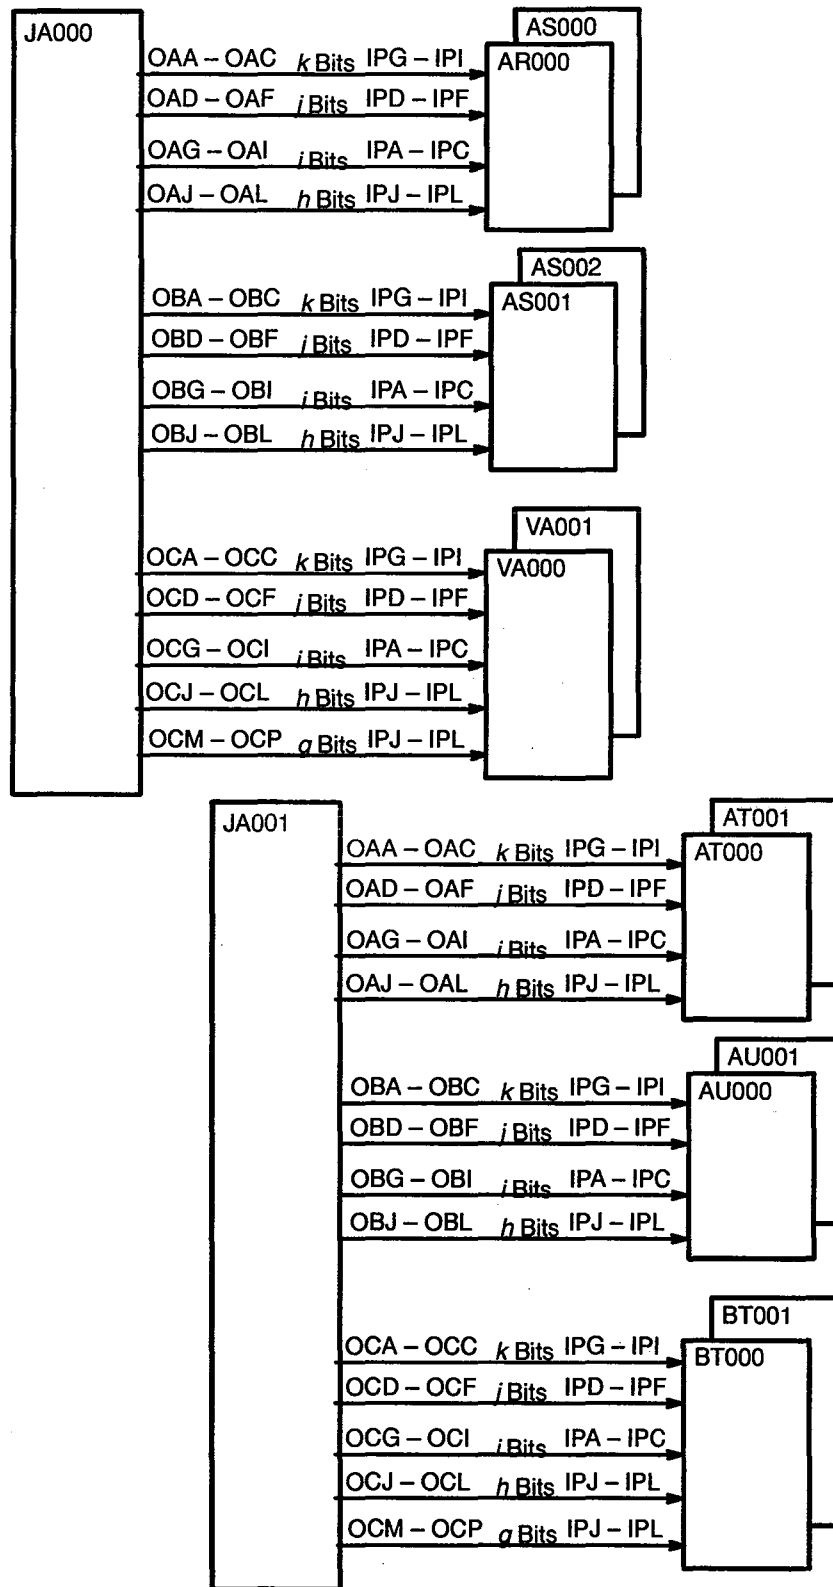 JA000
AS000
AR000
OAA – OAC k Bits IPG – IPI
OAD – OAF j Bits IPD – IPF
OAG – OAI i Bits IPA – IPC
OAJ – OAL h Bits IPJ – IPL
AS002
AS001
OBA – OBC k Bits IPG – IPI
OBD – OBF j Bits IPD – IPF
OBG – OBI i Bits IPA – IPC
OBJ – OBL h Bits IPJ – IPL
VA001
VA000
OCA – OCC k Bits IPG – IPI
OCD – OCF j Bits IPD – IPF
OCG – OCI i Bits IPA – IPC
OCJ – OCL h Bits IPJ – IPL
OCM – OCP g Bits IPJ – IPL
JA001
AT001
AT000
OAA – OAC k Bits IPG – IPI
OAD – OAF j Bits IPD – IPF
OAG – OAI i Bits IPA – IPC
OAJ – OAL h Bits IPJ – IPL
AU001
AU000
OBA – OBC k Bits IPG – IPI
OBD – OBF j Bits IPD – IPF
OBG – OBI i Bits IPA – IPC
OBJ – OBL h Bits IPJ – IPL
BT001
BT000
OCA – OCC k Bits IPG – IPI
OCD – OCF j Bits IPD – IPF
OCG – OCI i Bits IPA – IPC
OCJ – OCL h Bits IPJ – IPL
OCM – OCP g Bits IPJ – IPL